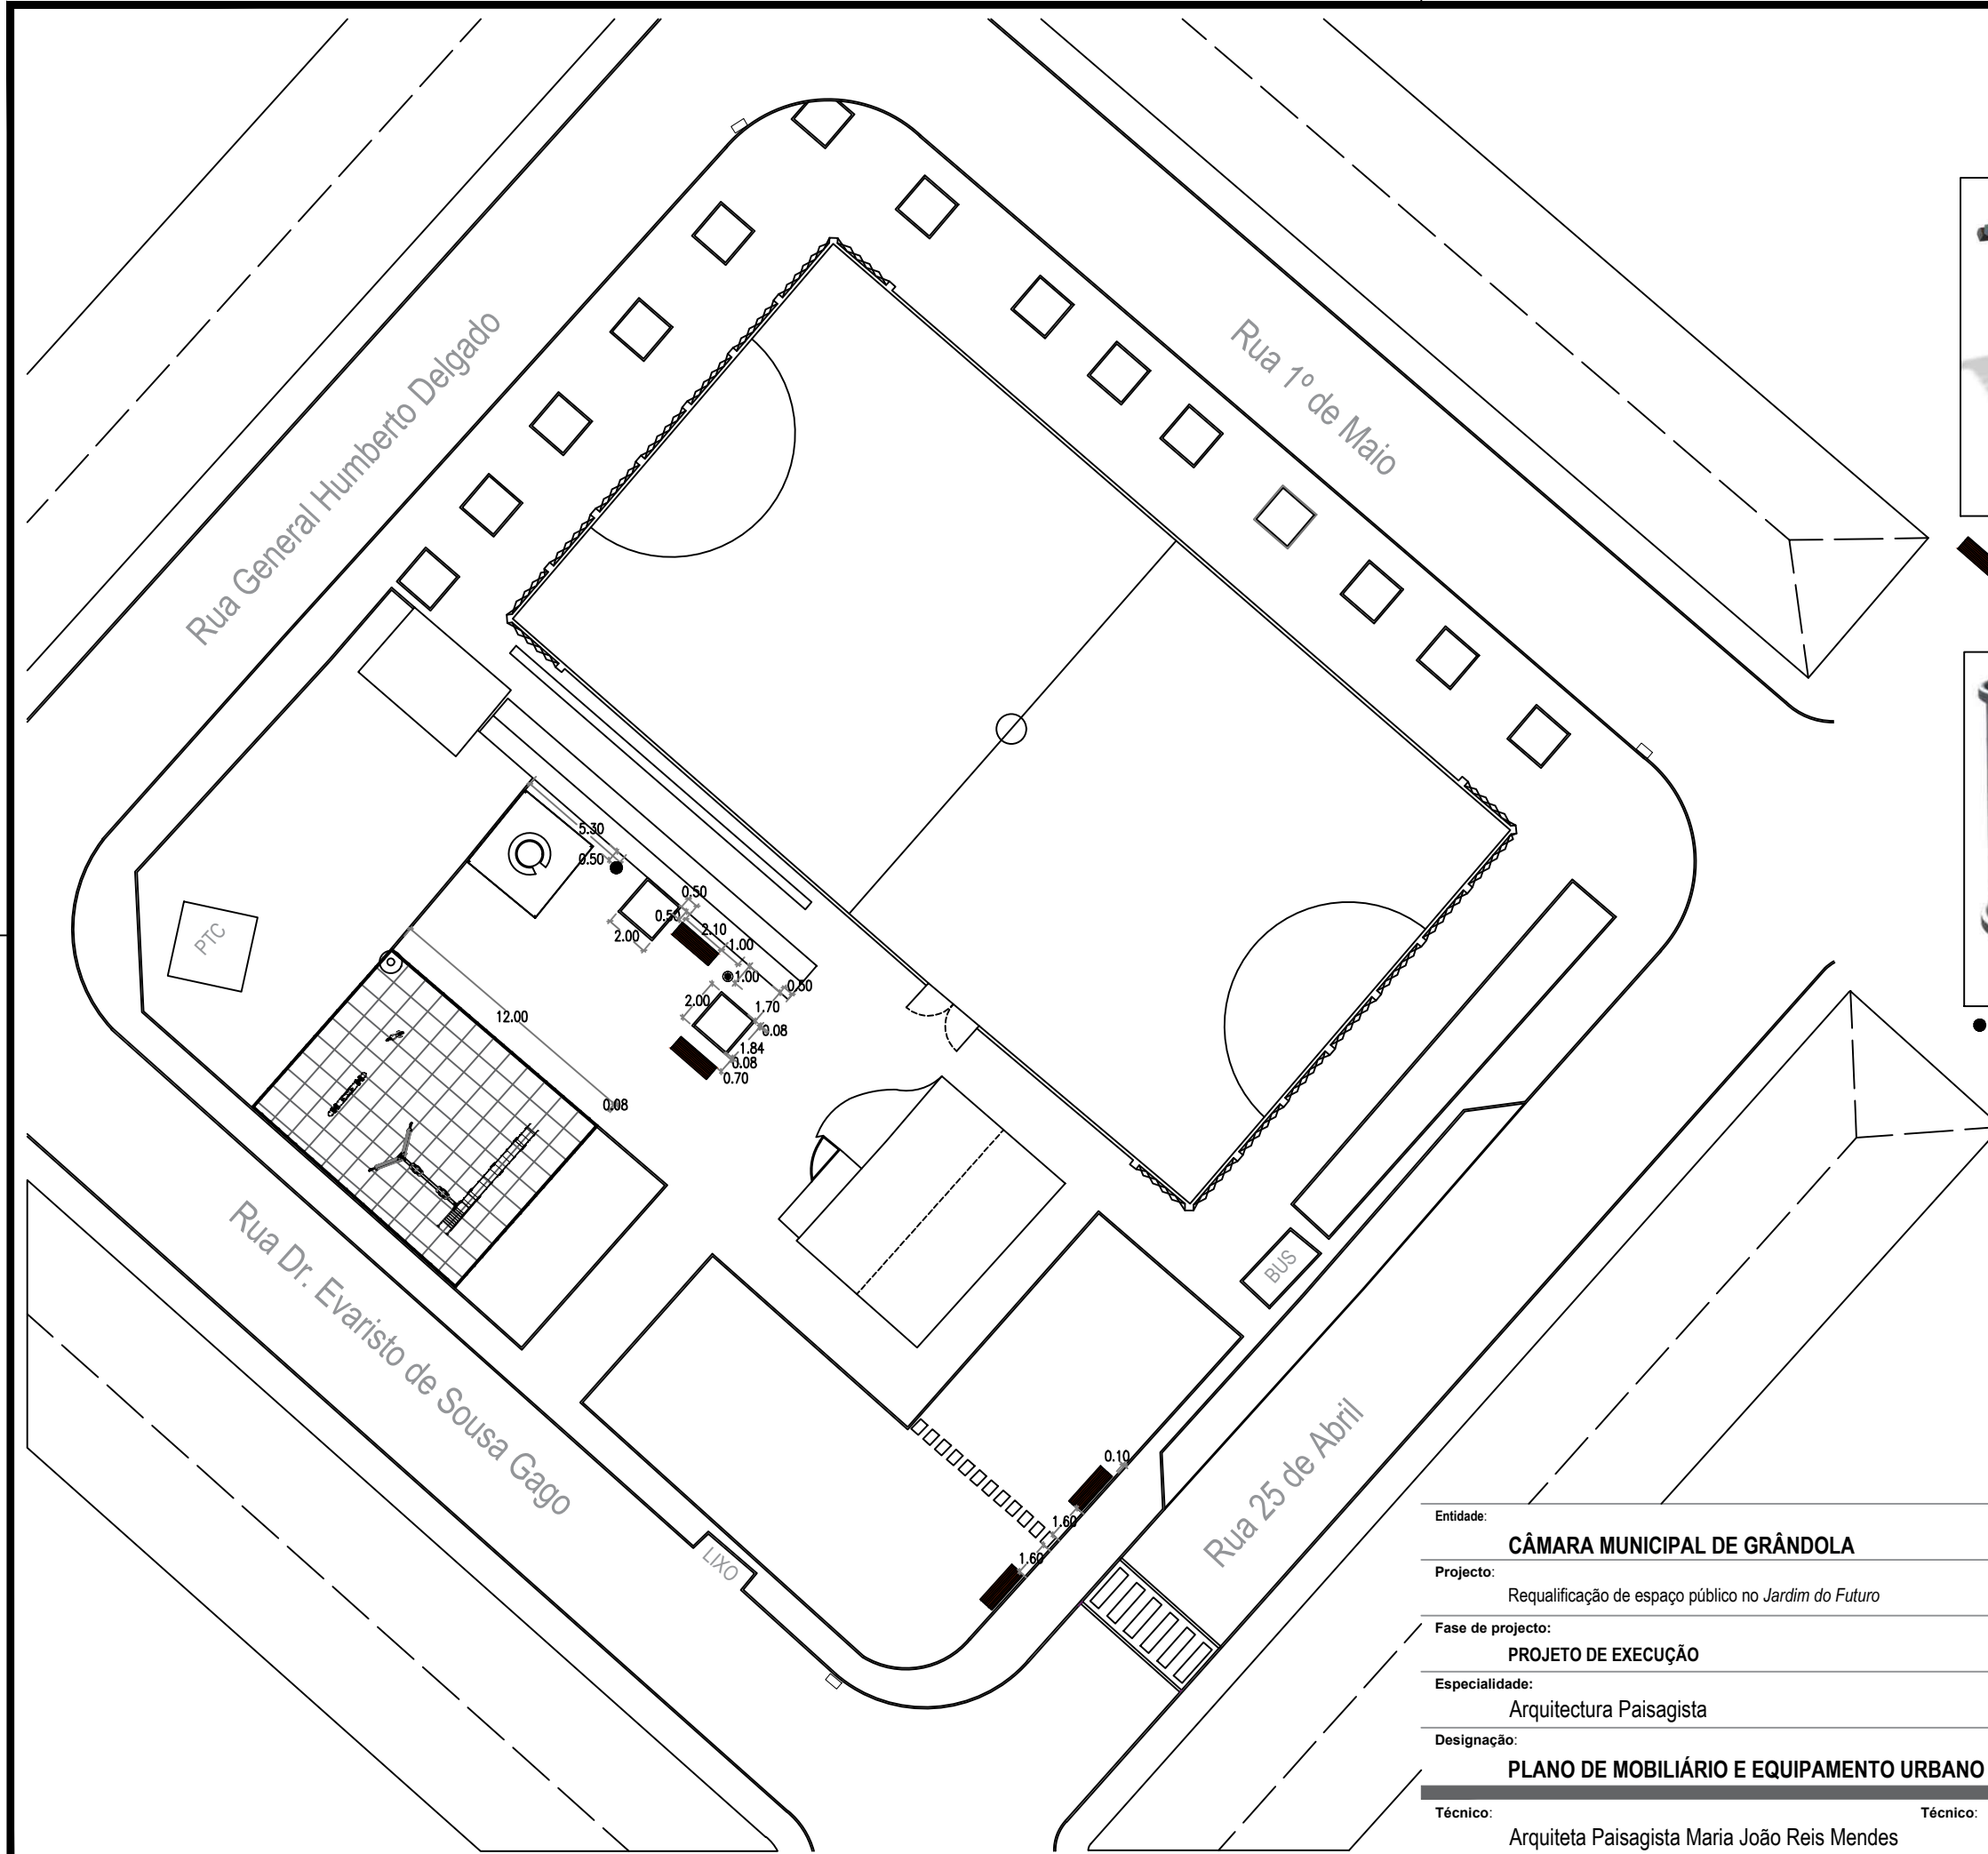 Rua General Humberto Delgado
Rua 1º de Maio
5.30
0.50
0.50
0.50
2.10
2.00
1.00
1.00
0.50
2.00
1.70
0.08
1.84
0.08
0.70
PTC
12.00
0.08
BUS
Rua Dr. Evaristo de Sousa Gago
LIXO
0.10
1.60
1.60
Rua 25 de Abril
Entidade:
CÂMARA MUNICIPAL DE GRÂNDOLA
Projecto:
Requalificação de espaço público no Jardim do Futuro
Fase de projecto:
PROJETO DE EXECUÇÃO
Especialidade:
Arquitectura Paisagista
Designação:
PLANO DE MOBILIÁRIO E EQUIPAMENTO URBANO
Técnico: Técnico:
Arquiteta Paisagista Maria João Reis Mendes